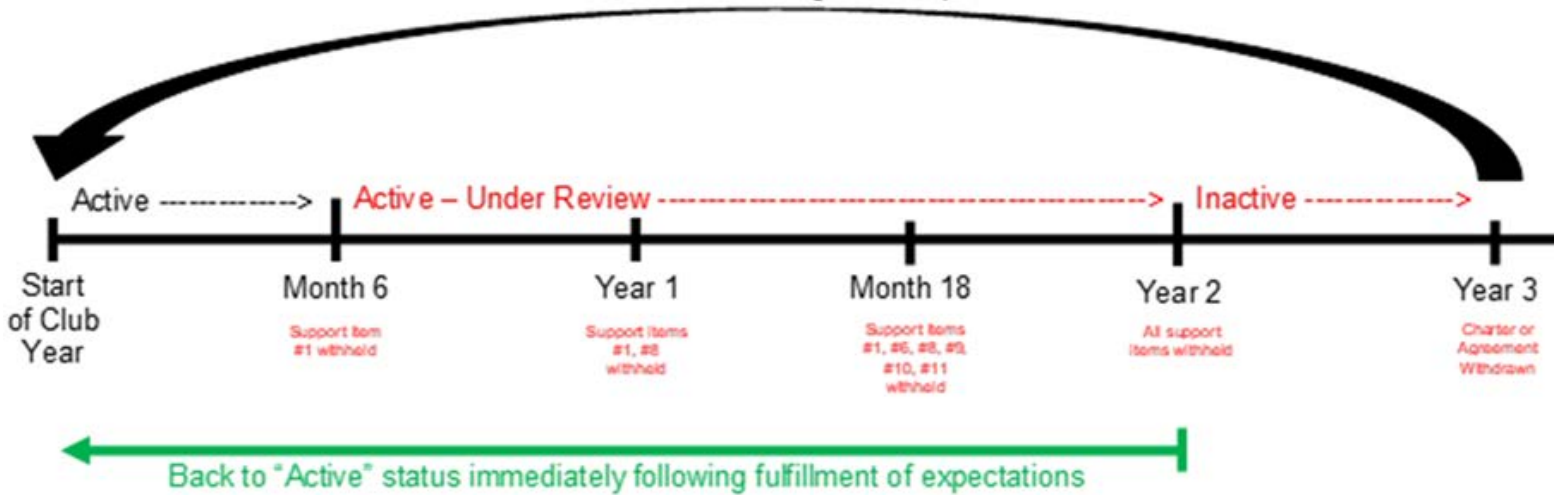 Active -------------->
Active – Under Review ------------------------------------------------>
Inactive ---------------->
Start
of Club
Year
Month 6
Support Item
#1 withheld
Year 1
Support Items
#1, #8
withheld
Month 18
Support Items
#1, #6, #8, #9,
#10, #11
withheld
Year 2
All support
items withheld
Year 3
Charter or
Agreement
Withdrawn
Back to “Active” status immediately following fulfillment of expectations